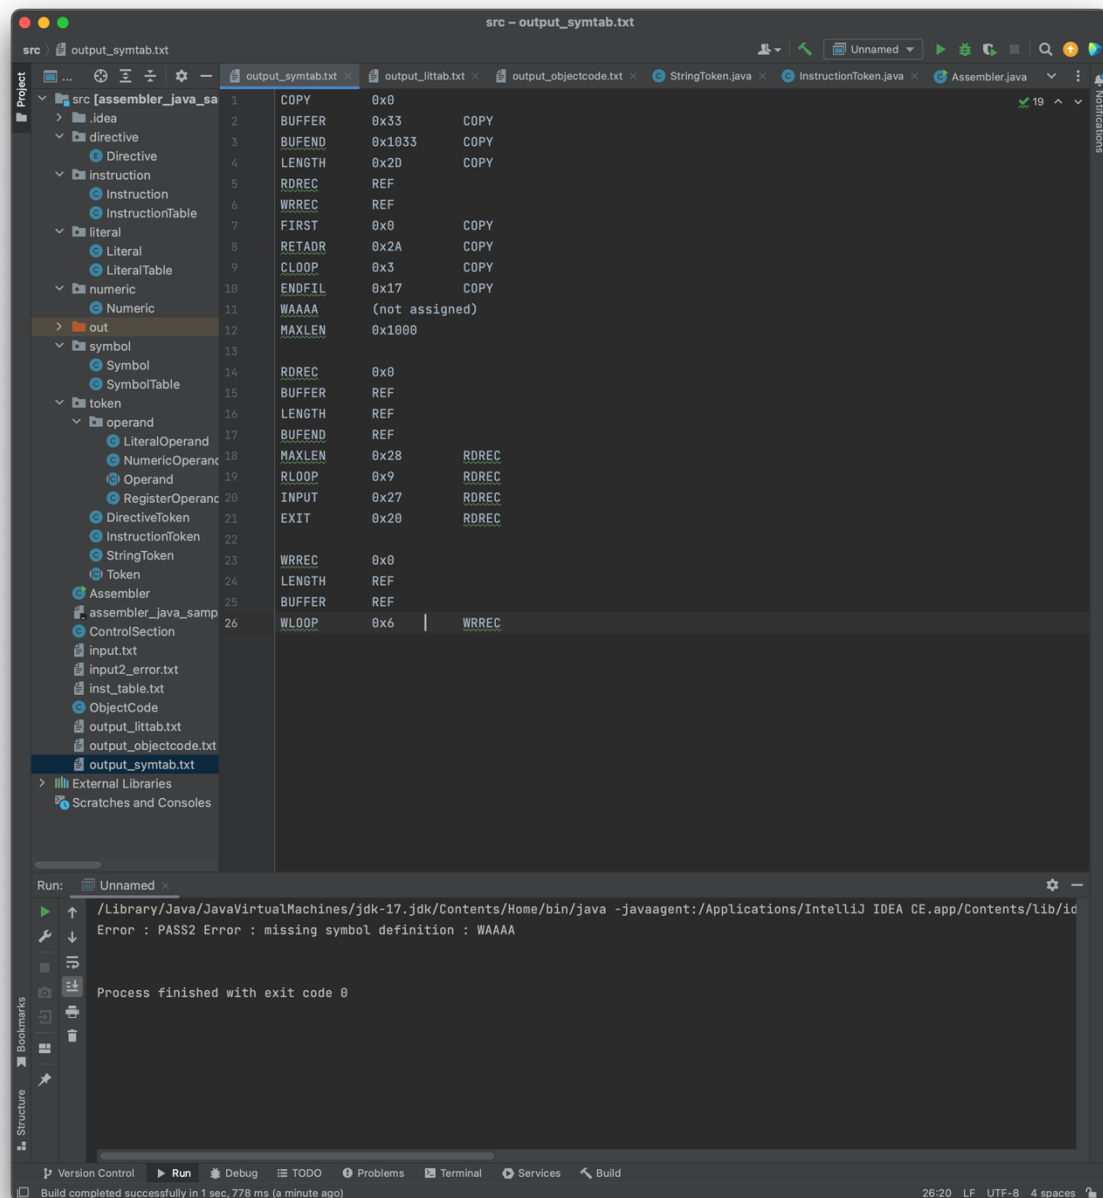 src – output_symtab.txt
src output_symtab.txt
Unnamed
Project
...
output_symtab.txt
output_littab.txt
output_objectcode.txt
StringToken.java
InstructionToken.java
Assembler.java
Notifications
src [assembler_java_sa
.idea
directive
Directive
instruction
Instruction
InstructionTable
literal
Literal
LiteralTable
numeric
Numeric
out
symbol
Symbol
SymbolTable
token
operand
LiteralOperand
NumericOperand
Operand
RegisterOperand
DirectiveToken
InstructionToken
StringToken
Token
Assembler
assembler_java_samp
ControlSection
input.txt
input2_error.txt
inst_table.txt
ObjectCode
output_littab.txt
output_objectcode.txt
output_symtab.txt
External Libraries
Scratches and Consoles
19
1 COPY 0x0
2 BUFFER 0x33 COPY
3 BUFEND 0x1033 COPY
4 LENGTH 0x2D COPY
5 RDREC REF
6 WRREC REF
7 FIRST 0x0 COPY
8 RETADR 0x2A COPY
9 CLOOP 0x3 COPY
10 ENDFIL 0x17 COPY
11 WAAAA (not assigned)
12 MAXLEN 0x1000
13
14 RDREC 0x0
15 BUFFER REF
16 LENGTH REF
17 BUFEND REF
18 MAXLEN 0x28 RDREC
19 RLOOP 0x9 RDREC
20 INPUT 0x27 RDREC
21 EXIT 0x20 RDREC
22
23 WRREC 0x0
24 LENGTH REF
25 BUFFER REF
26 WLOOP 0x6 WRREC
Run: Unnamed
/Library/Java/JavaVirtualMachines/jdk-17.jdk/Contents/Home/bin/java -javaagent:/Applications/IntelliJ IDEA CE.app/Contents/lib/id
Error : PASS2 Error : missing symbol definition : WAAAA
Process finished with exit code 0
Bookmarks
Structure
Version Control Run Debug TODO Problems Terminal Services Build
Build completed successfully in 1 sec, 778 ms (a minute ago) 26:20 LF UTF-8 4 spaces